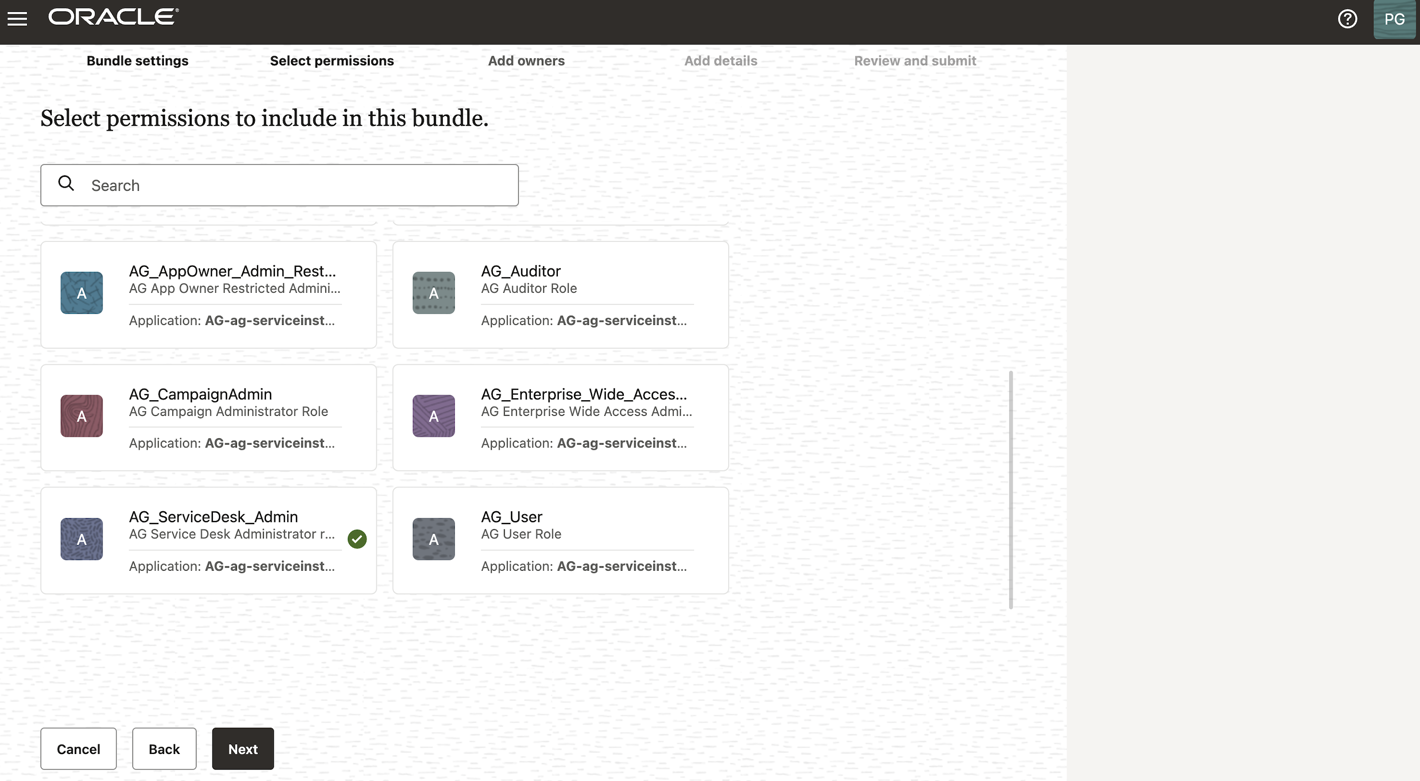 ORACLE
PG
Bundle settings
Select permissions
Add owners
Add details
Review and submit
Select permissions to include in this bundle.
Search
A
AG_AppOwner_Admin_Rest...
AG App Owner Restricted Admini...
Application: AG-ag-serviceinst...
A
AG_Auditor
AG Auditor Role
Application: AG-ag-serviceinst...
A
AG_CampaignAdmin
AG Campaign Administrator Role
Application: AG-ag-serviceinst...
A
AG_Enterprise_Wide_Acces...
AG Enterprise Wide Access Admi...
Application: AG-ag-serviceinst...
A
AG_ServiceDesk_Admin
AG Service Desk Administrator r...
Application: AG-ag-serviceinst...
A
AG_User
AG User Role
Application: AG-ag-serviceinst...
Cancel
Back
Next